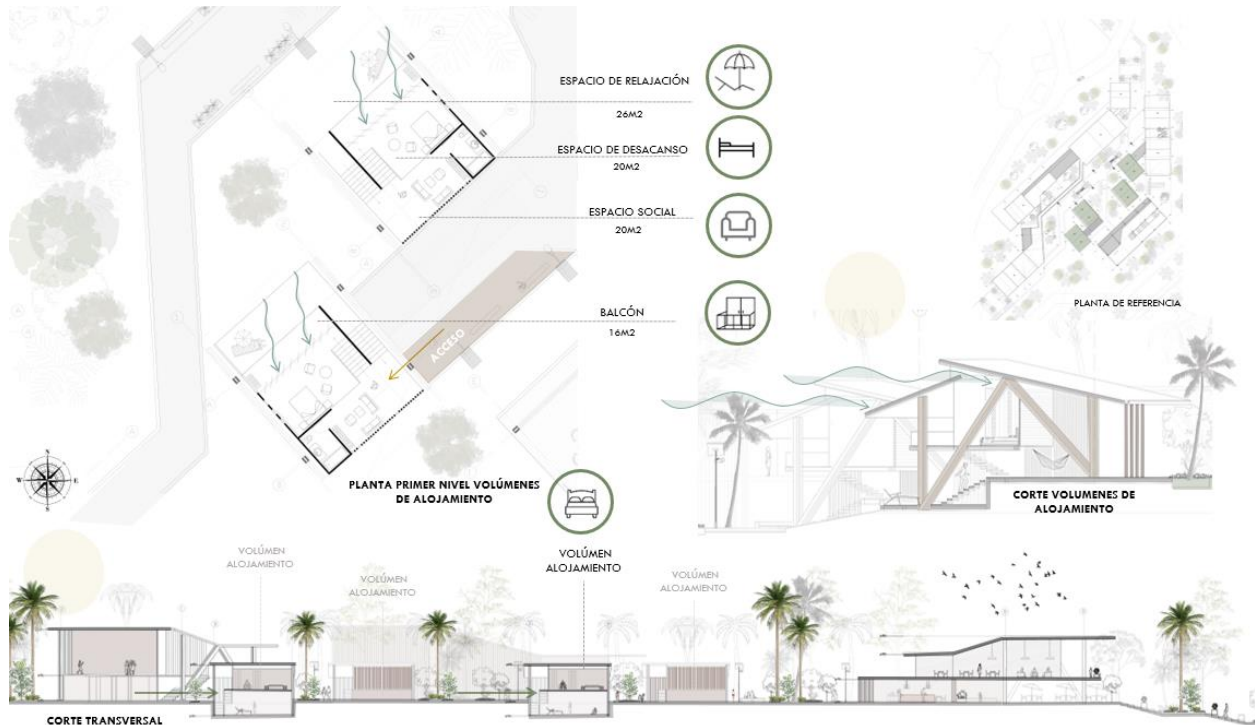 ESPACIO DE RELAJACIÓN
26M2
ESPACIO DE DESACANSO
20M2
ESPACIO SOCIAL
20M2
BALCÓN
16M2
ACCESO
PLANTA DE REFERENCIA
S
W
E
S
PLANTA PRIMER NIVEL VOLÚMENES
DE ALOJAMIENTO
CORTE VOLUMENES DE
ALOJAMIENTO
VOLÚMEN
ALOJAMIENTO
VOLÚMEN
ALOJAMIENTO
VOLÚMEN
ALOJAMIENTO
VOLÚMEN
ALOJAMIENTO
CORTE TRANSVERSAL